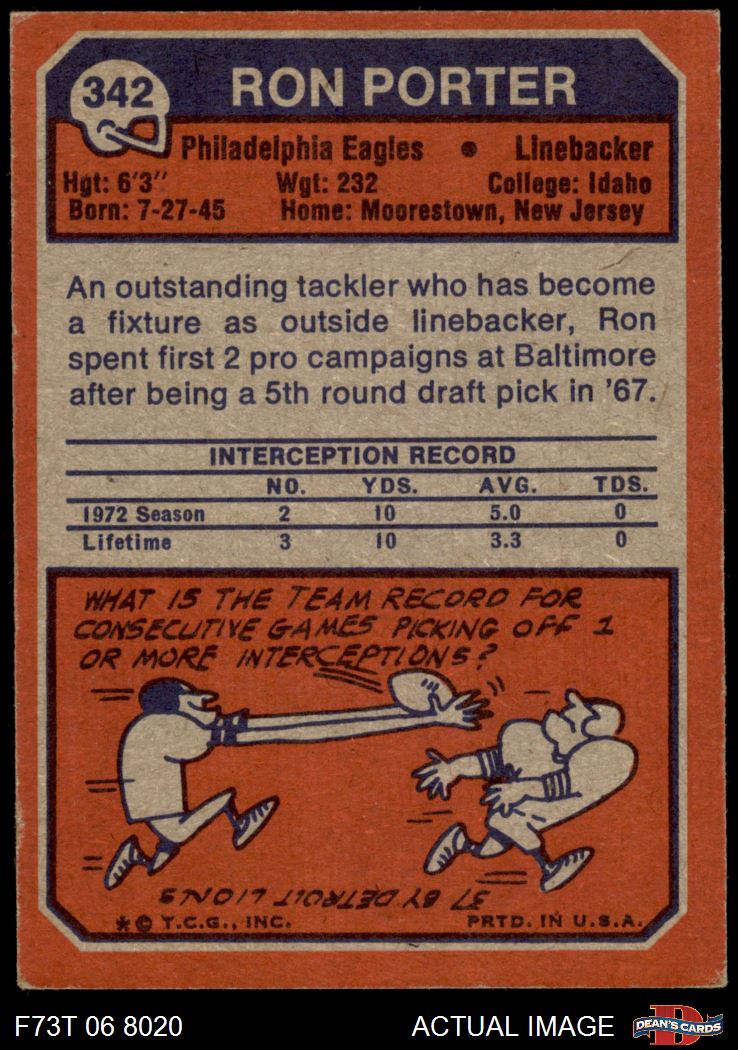 342
RON PORTER
Philadelphia Eagles • Linebacker
Hgt: 6'3" Wgt: 232 College: Idaho
Born: 7-27-45 Home: Moorestown, New Jersey
An outstanding tackler who has become
a fixture as outside linebacker, Ron
spent first 2 pro campaigns at Baltimore
after being a 5th round draft pick in '67.
INTERCEPTION RECORD
NO. YDS. AVG. TDS.
1972 Season 2 10 5.0 0
Lifetime 3 10 3.3 0
WHAT IS THE TEAM RECORD FOR
CONSECUTIVE GAMES PICKING OFF 1
OR MORE INTERCEPTIONS?
37 BY DETROIT LIONS
* © T.C.G., INC. PRTD. IN U.S.A.
F73T 06 8020 ACTUAL IMAGE
D
DEAN'S CARDS